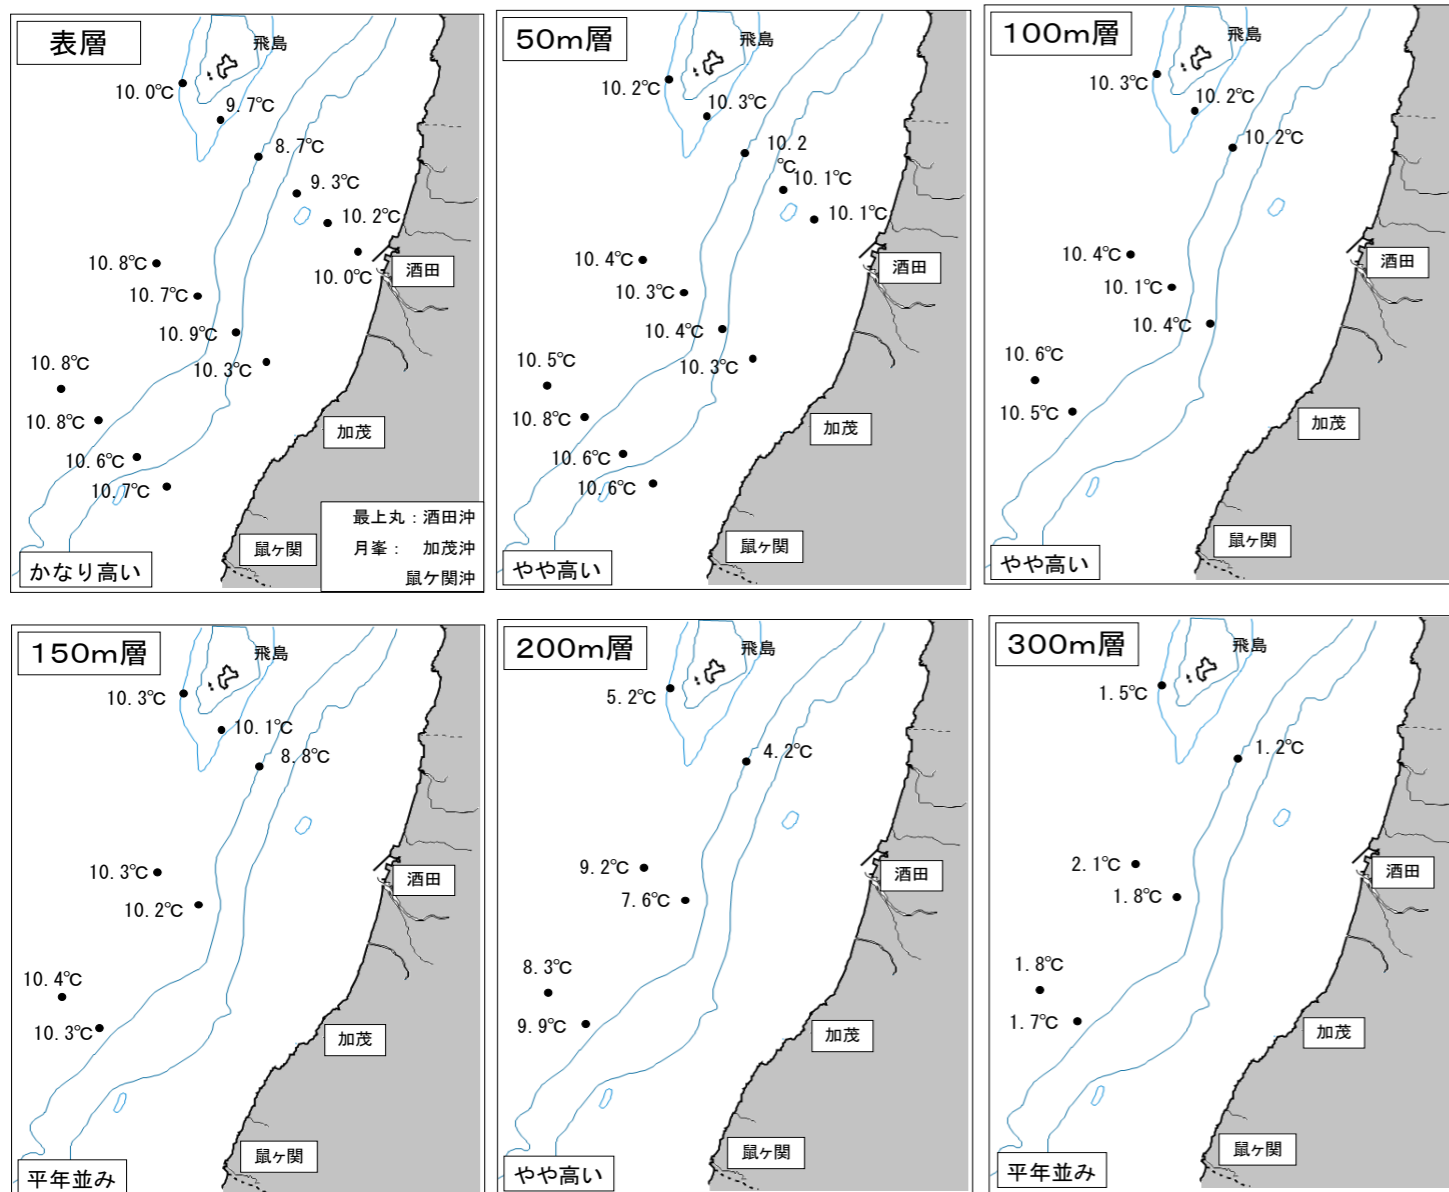 表層
飛島
10.0℃
9.7℃
8.7℃
9.3℃
10.2℃
10.0℃
酒田
10.8℃
10.7℃
10.9℃
10.3℃
10.8℃
10.8℃
加茂
10.6℃
10.7℃
最上丸：酒田沖
月峯：　加茂沖
鼠ケ関沖
鼠ヶ関
かなり高い
50m層
飛島
10.2℃
10.3℃
10.2
℃
10.1℃
10.1℃
酒田
10.4℃
10.3℃
10.4℃
10.3℃
10.5℃
10.8℃
加茂
10.6℃
10.6℃
鼠ヶ関
やや高い
100m層
飛島
10.3℃
10.2℃
10.2℃
10.4℃
酒田
10.1℃
10.4℃
10.6℃
10.5℃
加茂
鼠ヶ関
やや高い
150m層
飛島
10.3℃
10.1℃
8.8℃
10.3℃
酒田
10.2℃
10.4℃
10.3℃
加茂
鼠ヶ関
平年並み
200m層
飛島
5.2℃
4.2℃
9.2℃
酒田
7.6℃
8.3℃
9.9℃
加茂
鼠ヶ関
やや高い
300m層
飛島
1.5℃
1.2℃
2.1℃
酒田
1.8℃
1.8℃
1.7℃
加茂
鼠ヶ関
平年並み